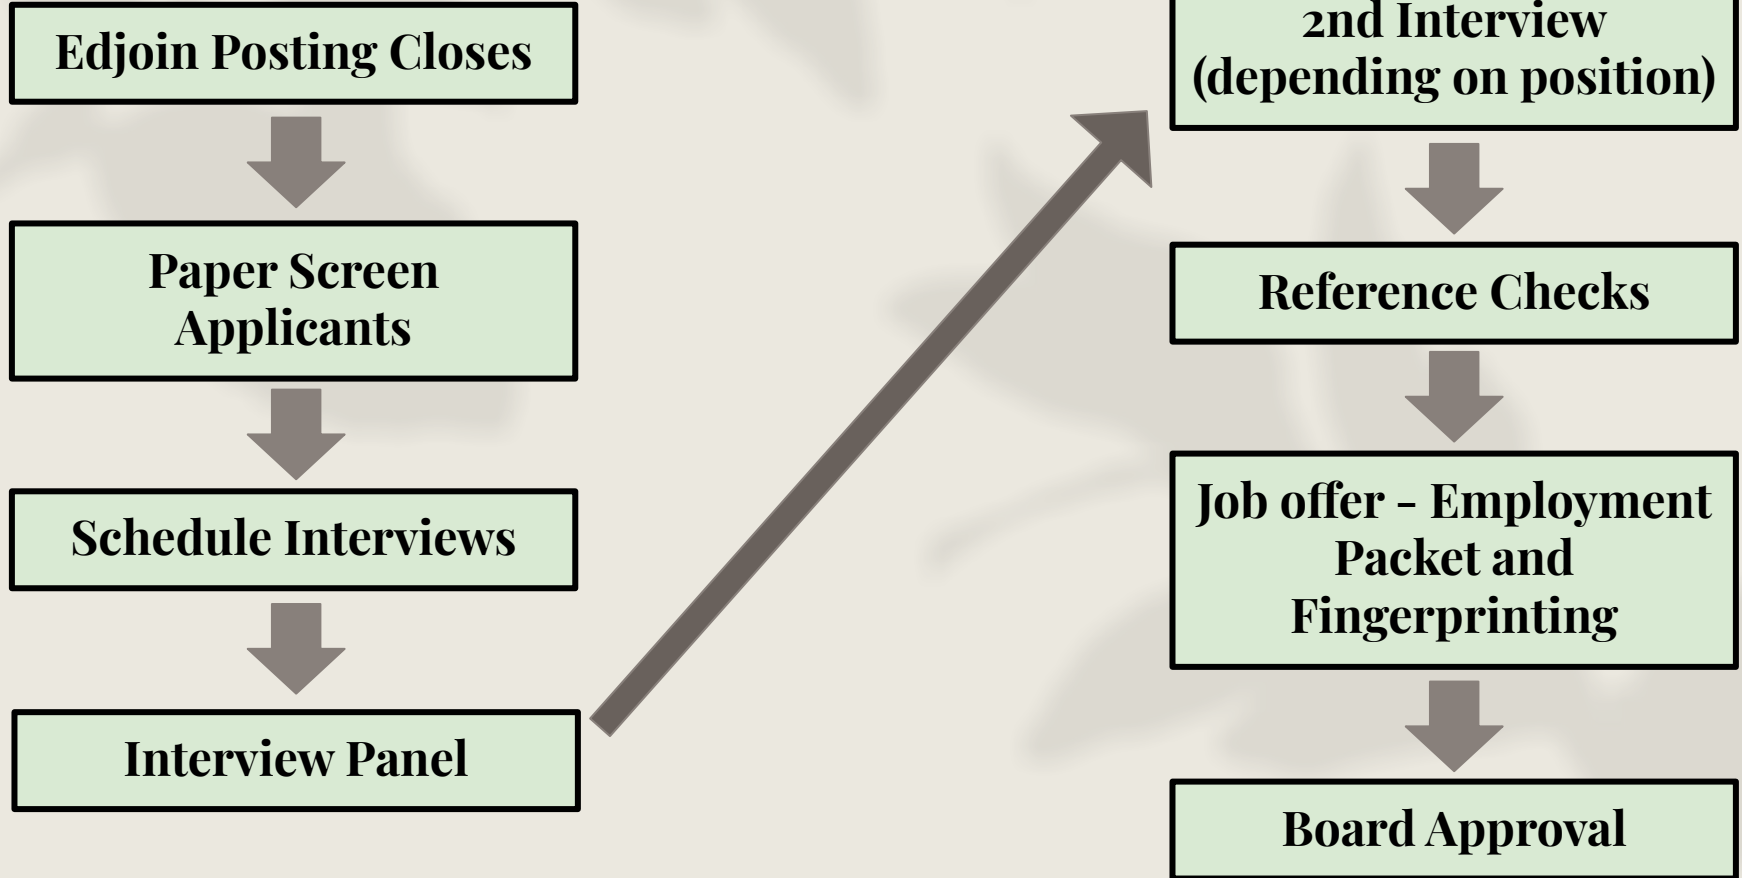 Edjoin Posting Closes
Paper Screen
Applicants
Schedule Interviews
Interview Panel
2nd Interview
(depending on position)
Reference Checks
Job offer - Employment
Packet and
Fingerprinting
Board Approval